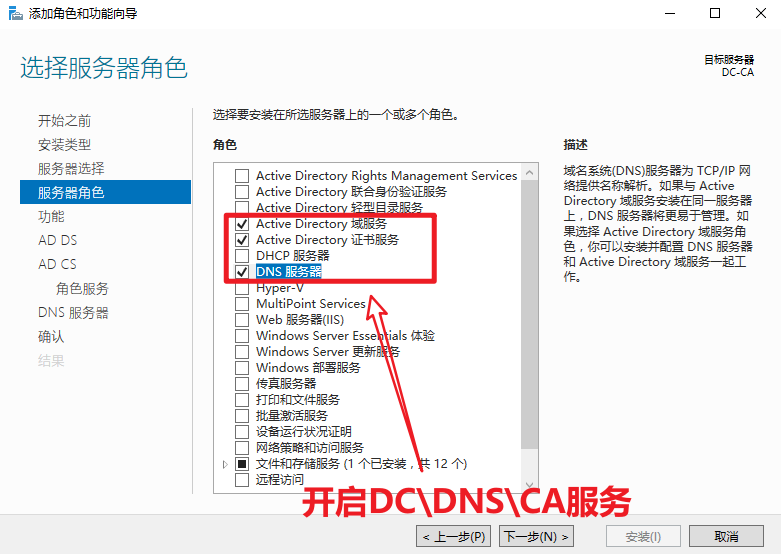 添加角色和功能向导
选择服务器角色
目标服务器
DC-CA
开始之前
安装类型
服务器选择
服务器角色
功能
AD DS
AD CS
角色服务
DNS 服务器
确认
结果
选择要安装在所选服务器上的一个或多个角色。
角色
Active Directory Rights Management Services
Active Directory 联合身份验证服务
Active Directory 轻型目录服务
Active Directory 域服务
Active Directory 证书服务
DHCP 服务器
DNS 服务器
Hyper-V
MultiPoint Services
Web 服务器(IIS)
Windows Server Essentials 体验
Windows Server 更新服务
Windows 部署服务
传真服务器
打印和文件服务
批量激活服务
设备运行状况证明
网络策略和访问服务
文件和存储服务 (1 个已安装，共 12 个)
远程访问
描述
域名系统(DNS)服务器为 TCP/IP 网
络提供名称解析。如果与 Active
Directory 域服务安装在同一服务器
上，DNS 服务器将更易于管理。如
果选择 Active Directory 域服务角
色，你可以安装并配置 DNS 服务器
和 Active Directory 域服务一起工
作。
开启DC\DNS\CA服务
< 上一步(P)
下一步(N) >
安装(I)
取消